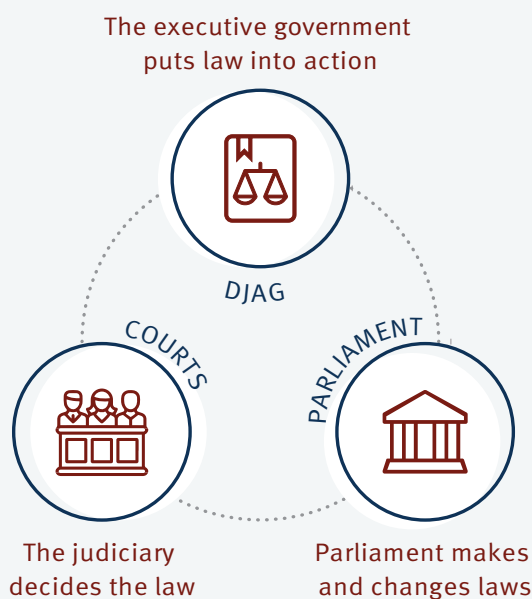 The executive government
puts law into action
DJAG
COURTS
PARLIAMENT
The judiciary
decides the law
Parliament makes
and changes laws